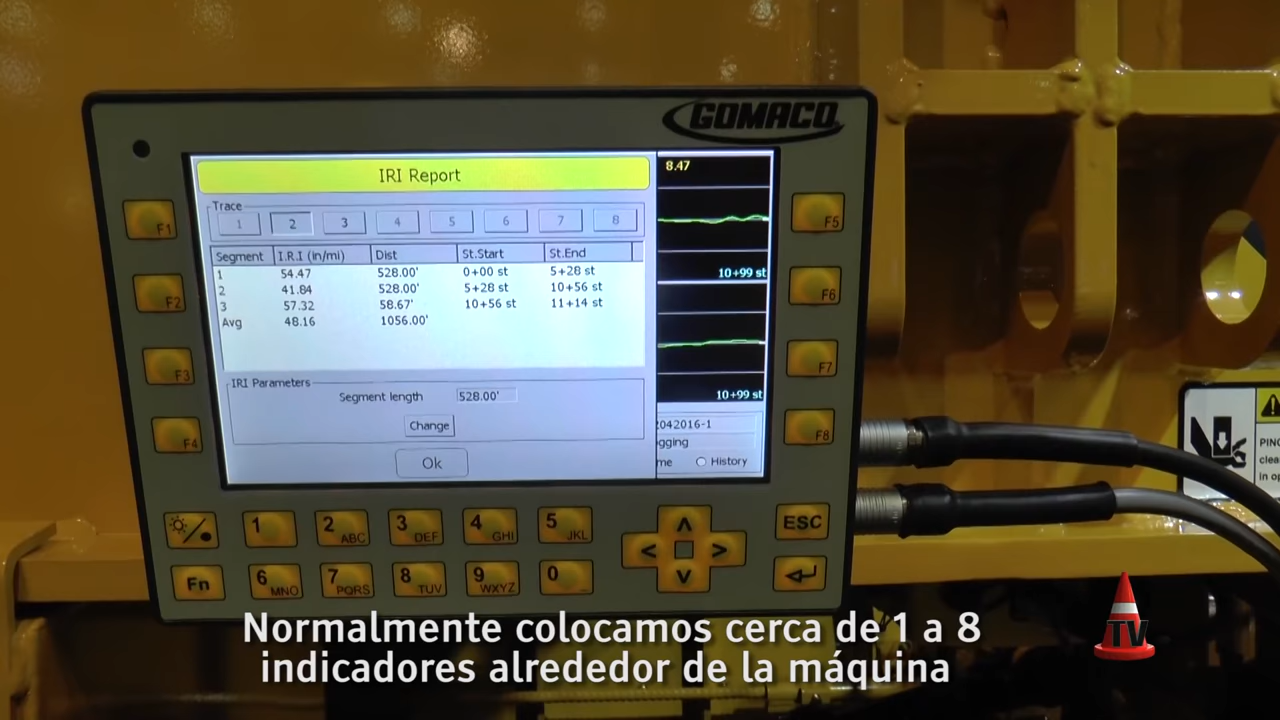 GOMACO
IRI Report
8.47
Trace
1 2 3 4 5 6 7 8
Segment I.R.I (in/mi) Dist St.Start St.End
1 54.47 528.00' 0+00 st 5+28 st
2 41.84 528.00' 5+28 st 10+56 st
3 57.32 58.67' 10+56 st 11+14 st
Avg 48.16 1056.00'
10+99 st
IRI Parameters
Segment length 528.00'
Change
Ok
10+99 st
042016-1
gging
me History
F1
F2
F3
F4
F5
F6
F7
F8
1 2 ABC 3 DEF 4 GHI 5 JKL
ESC
Fn 6 MNO 7 PQRS 8 TUV 9 WXYZ 0 _
PINC
clea
in op
Normalmente colocamos cerca de 1 a 8
indicadores alrededor de la máquina
TV